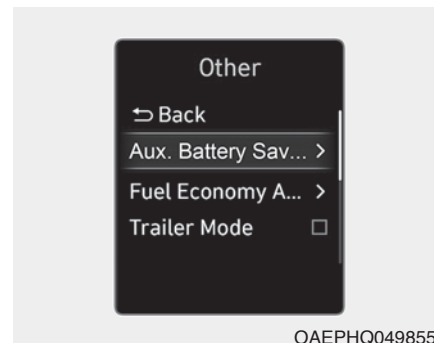 Other
Back
Aux. Battery Sav... >
Fuel Economy A... >
Trailer Mode
OAEPHQ049855